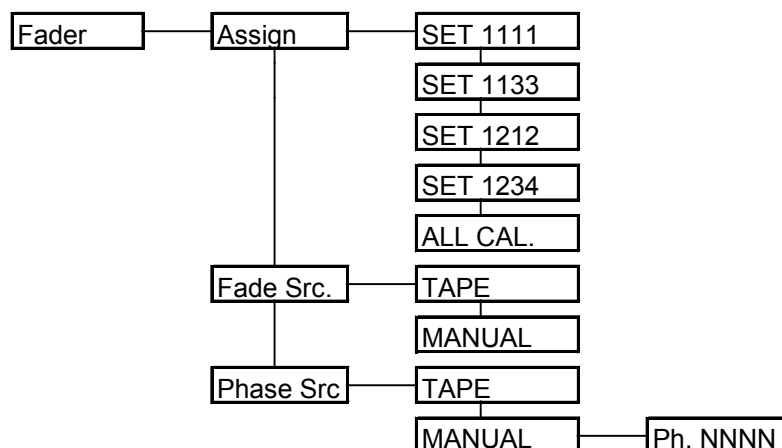 Fader Assign SET 1111
SET 1133
SET 1212
SET 1234
ALL CAL.
Fade Src. TAPE
MANUAL
Phase Src TAPE
MANUAL Ph. NNNN